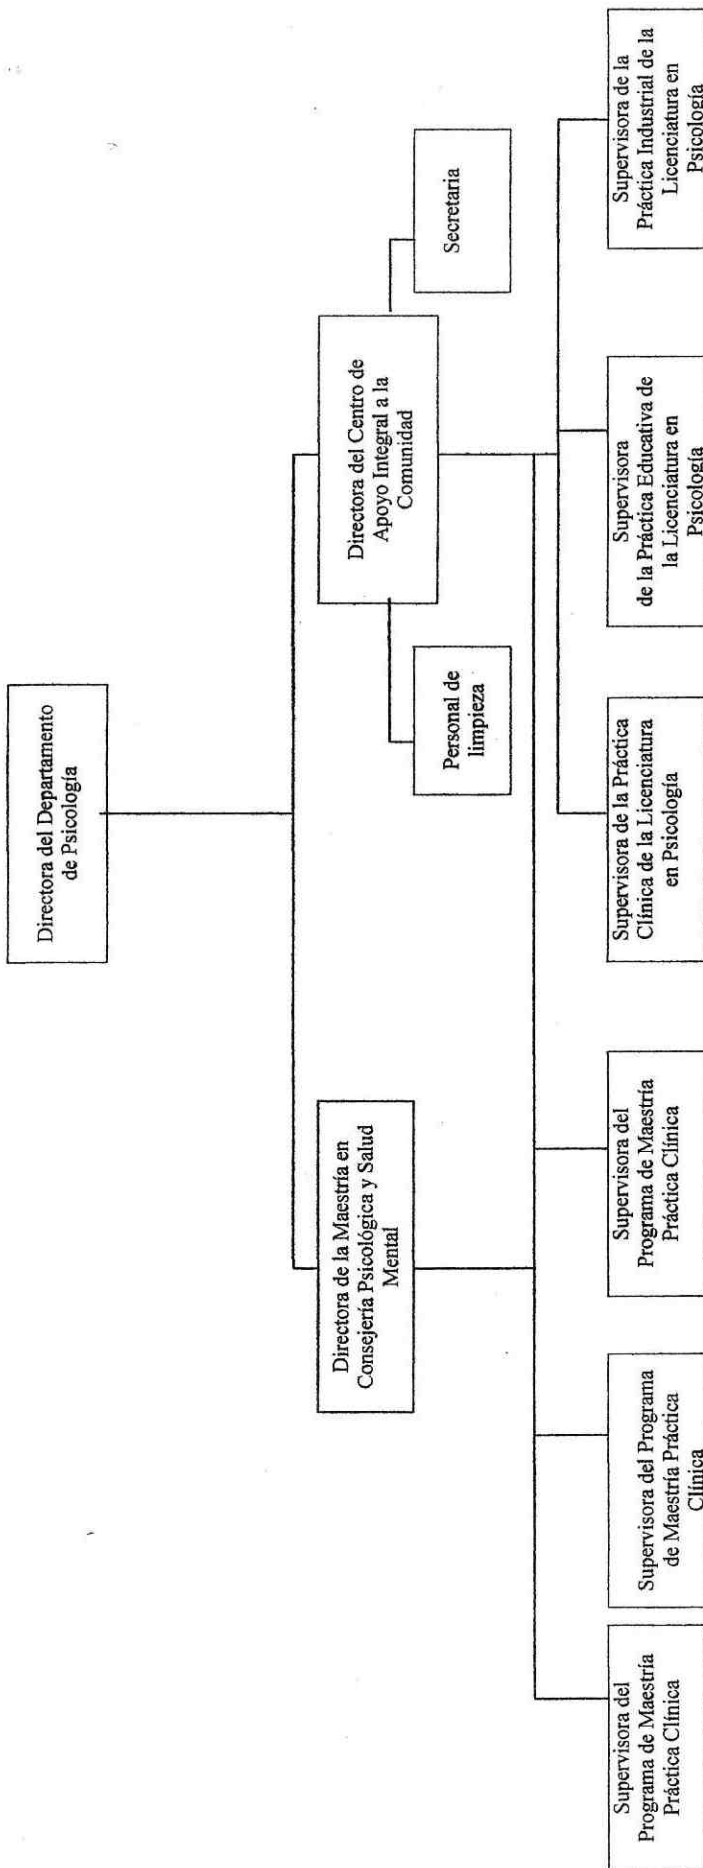 Directora del Departamento
de Psicología
Directora de la Maestría en
Consejería Psicológica y Salud
Mental
Directora del Centro de
Apoyo Integral a la
Comunidad
Personal de
limpieza
Secretaria
Supervisora del
Programa de Maestría
Práctica Clínica
Supervisora del Programa
de Maestría Práctica
Clínica
Supervisora del
Programa de Maestría
Práctica Clínica
Supervisora de la Práctica
Clínica de la Licenciatura
en Psicología
Supervisora
de la Práctica Educativa de
la Licenciatura en
Psicología
Supervisora de la
Práctica Industrial de la
Licenciatura en
Psicología